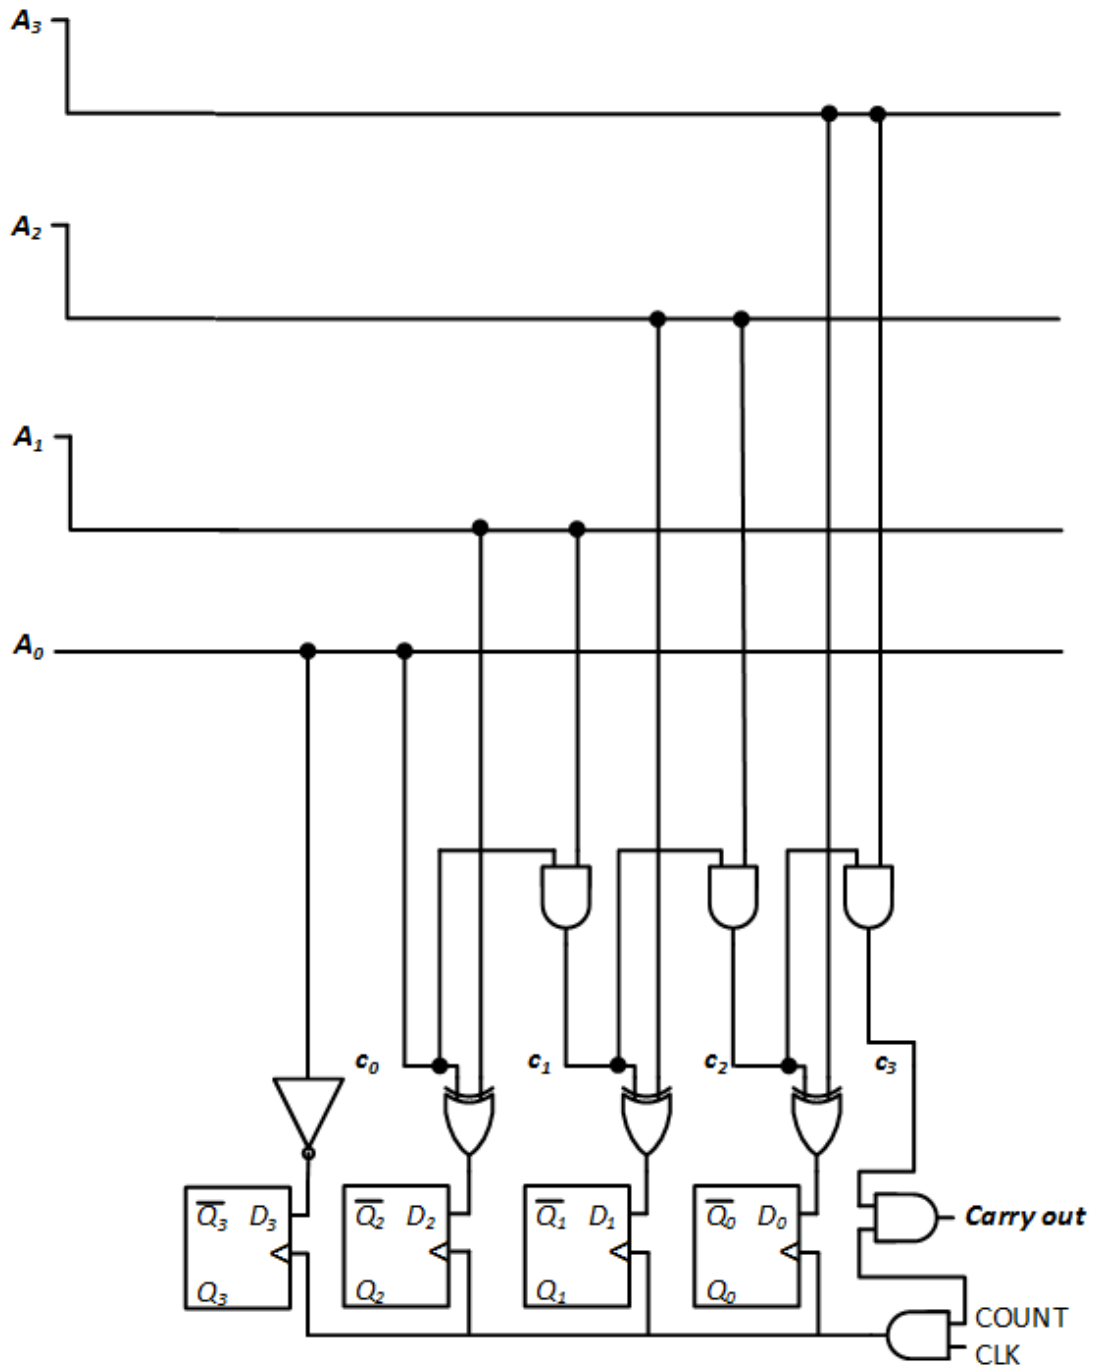 A₃
A₂
A₁
A₀
c₀ c₁ c₂ c₃
Q̅₃ D₃ Q̅₂ D₂ Q̅₁ D₁ Q̅₀ D₀ Carry out
Q₃ Q₂ Q₁ Q₀
COUNT
CLK